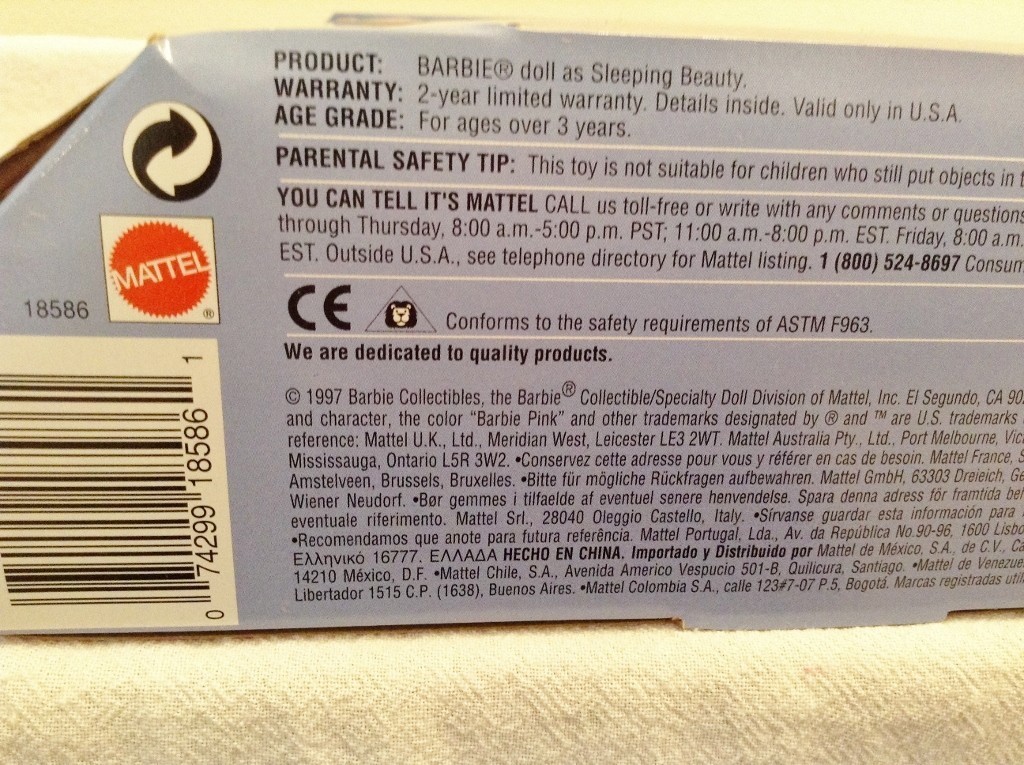 PRODUCT: BARBIE® doll as Sleeping Beauty.
WARRANTY: 2-year limited warranty. Details inside. Valid only in U.S.A.
AGE GRADE: For ages over 3 years.
PARENTAL SAFETY TIP: This toy is not suitable for children who still put objects in
YOU CAN TELL IT'S MATTEL CALL us toll-free or write with any comments or questions
through Thursday, 8:00 a.m.-5:00 p.m. PST; 11:00 a.m.-8:00 p.m. EST. Friday, 8:00 a.m.
EST. Outside U.S.A., see telephone directory for Mattel listing. 1 (800) 524-8697 Consum
MATTEL®
18586
CE Conforms to the safety requirements of ASTM F963.
We are dedicated to quality products.
© 1997 Barbie Collectibles, the Barbie® Collectible/Specialty Doll Division of Mattel, Inc. El Segundo, CA 90
and character, the color "Barbie Pink" and other trademarks designated by ® and ™ are U.S. trademarks
reference: Mattel U.K., Ltd., Meridian West, Leicester LE3 2WT. Mattel Australia Pty., Ltd., Port Melbourne, Vic
Mississauga, Ontario L5R 3W2. •Conservez cette adresse pour vous y référer en cas de besoin. Mattel France, S
Amstelveen, Brussels, Bruxelles. •Bitte für mögliche Rückfragen aufbewahren. Mattel GmbH, 63303 Dreieich, Ge
Wiener Neudorf. •Bør gemmes i tilfaelde af eventuel senere henvendelse. Spara denna adress för framtida be
eventuale riferimento. Mattel Srl., 28040 Oleggio Castello, Italy. •Sírvanse guardar esta información para
•Recomendamos que anote para futura referência. Mattel Portugal, Lda., Av. da República No. 90-96, 1600 Lisbo
Ελληνικό 16777. ΕΛΛΑΔΑ HECHO EN CHINA. Importado y Distribuido por Mattel de México, S.A., de C.V., Ca
14210 México, D.F. •Mattel Chile, S.A., Avenida Americo Vespucio 501-B, Quilicura, Santiago. •Mattel de Venezue
Libertador 1515 C.P. (1638), Buenos Aires. •Mattel Colombia S.A., calle 123#7-07 P.5, Bogotá. Marcas registradas utili
0 74299 18586 1